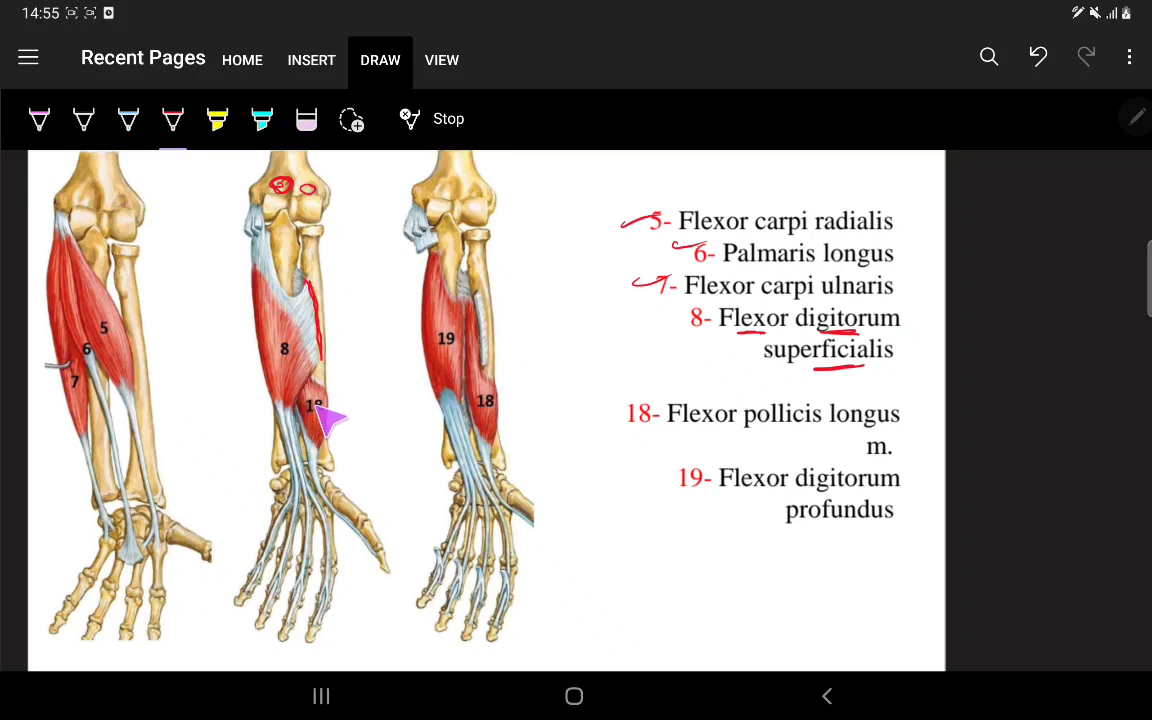 14:55
Recent Pages HOME INSERT DRAW VIEW
Stop
5- Flexor carpi radialis
6- Palmaris longus
7- Flexor carpi ulnaris
8- Flexor digitorum
superficialis
18- Flexor pollicis longus
m.
19- Flexor digitorum
profundus
5
6
7
8
18
19
18